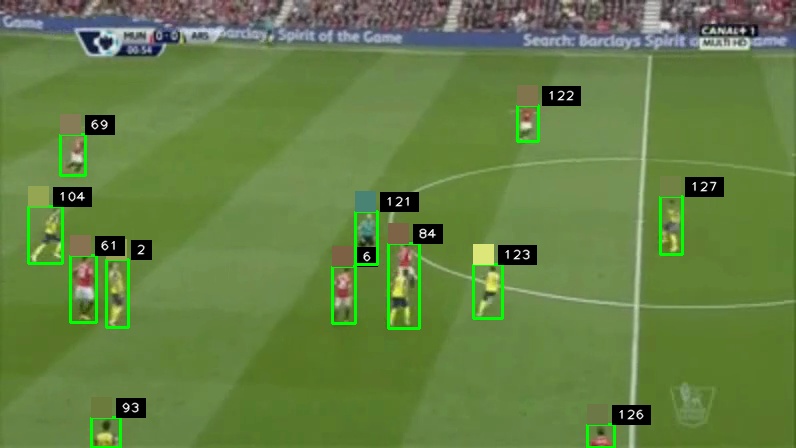 Game
MUN 0-0 ARS
00:54
Barclays Spirit of the Game
Search: Barclays Spirit of the Game
CANAL+ 1
MULTI HD
122
69
127
104
121
84
61
2
6
123
93
126